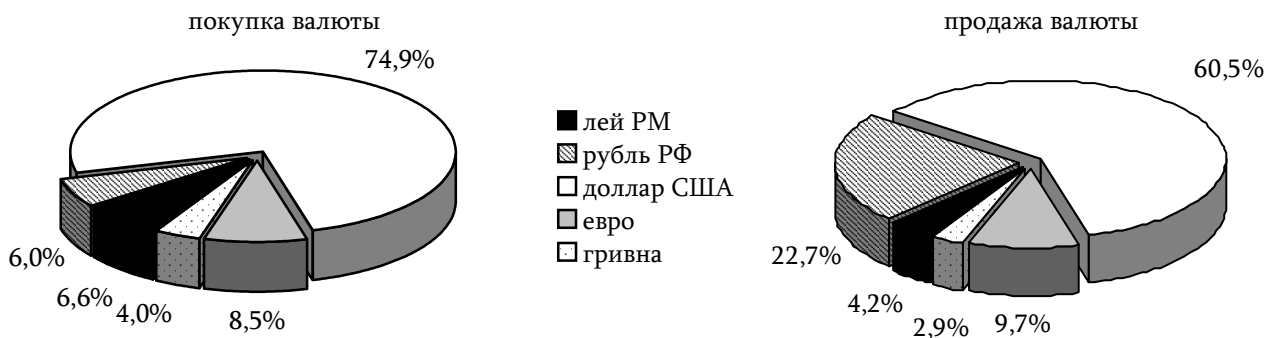 покупка валюты
74,9%
6,0%
6,6%
4,0%
8,5%
лей РМ
рубль РФ
доллар США
евро
гривна
продажа валюты
60,5%
22,7%
4,2%
2,9%
9,7%